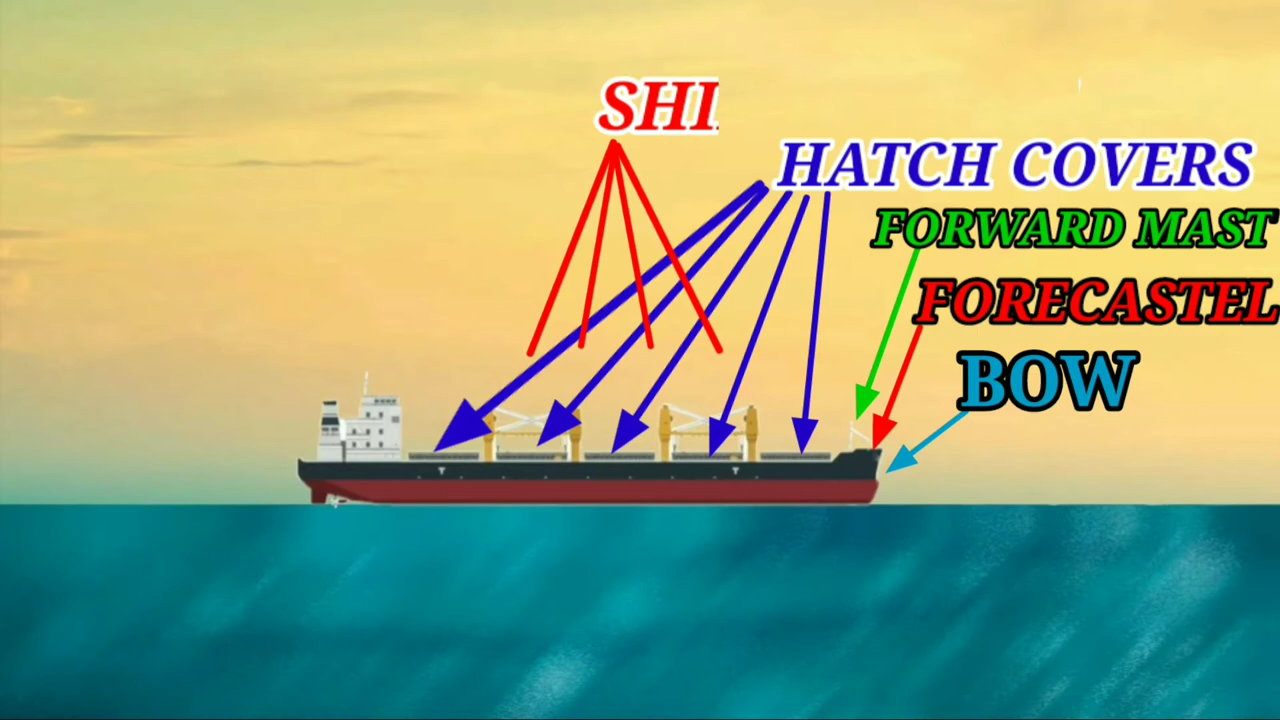 SHI
HATCH COVERS
FORWARD MAST
FORECASTEL
BOW